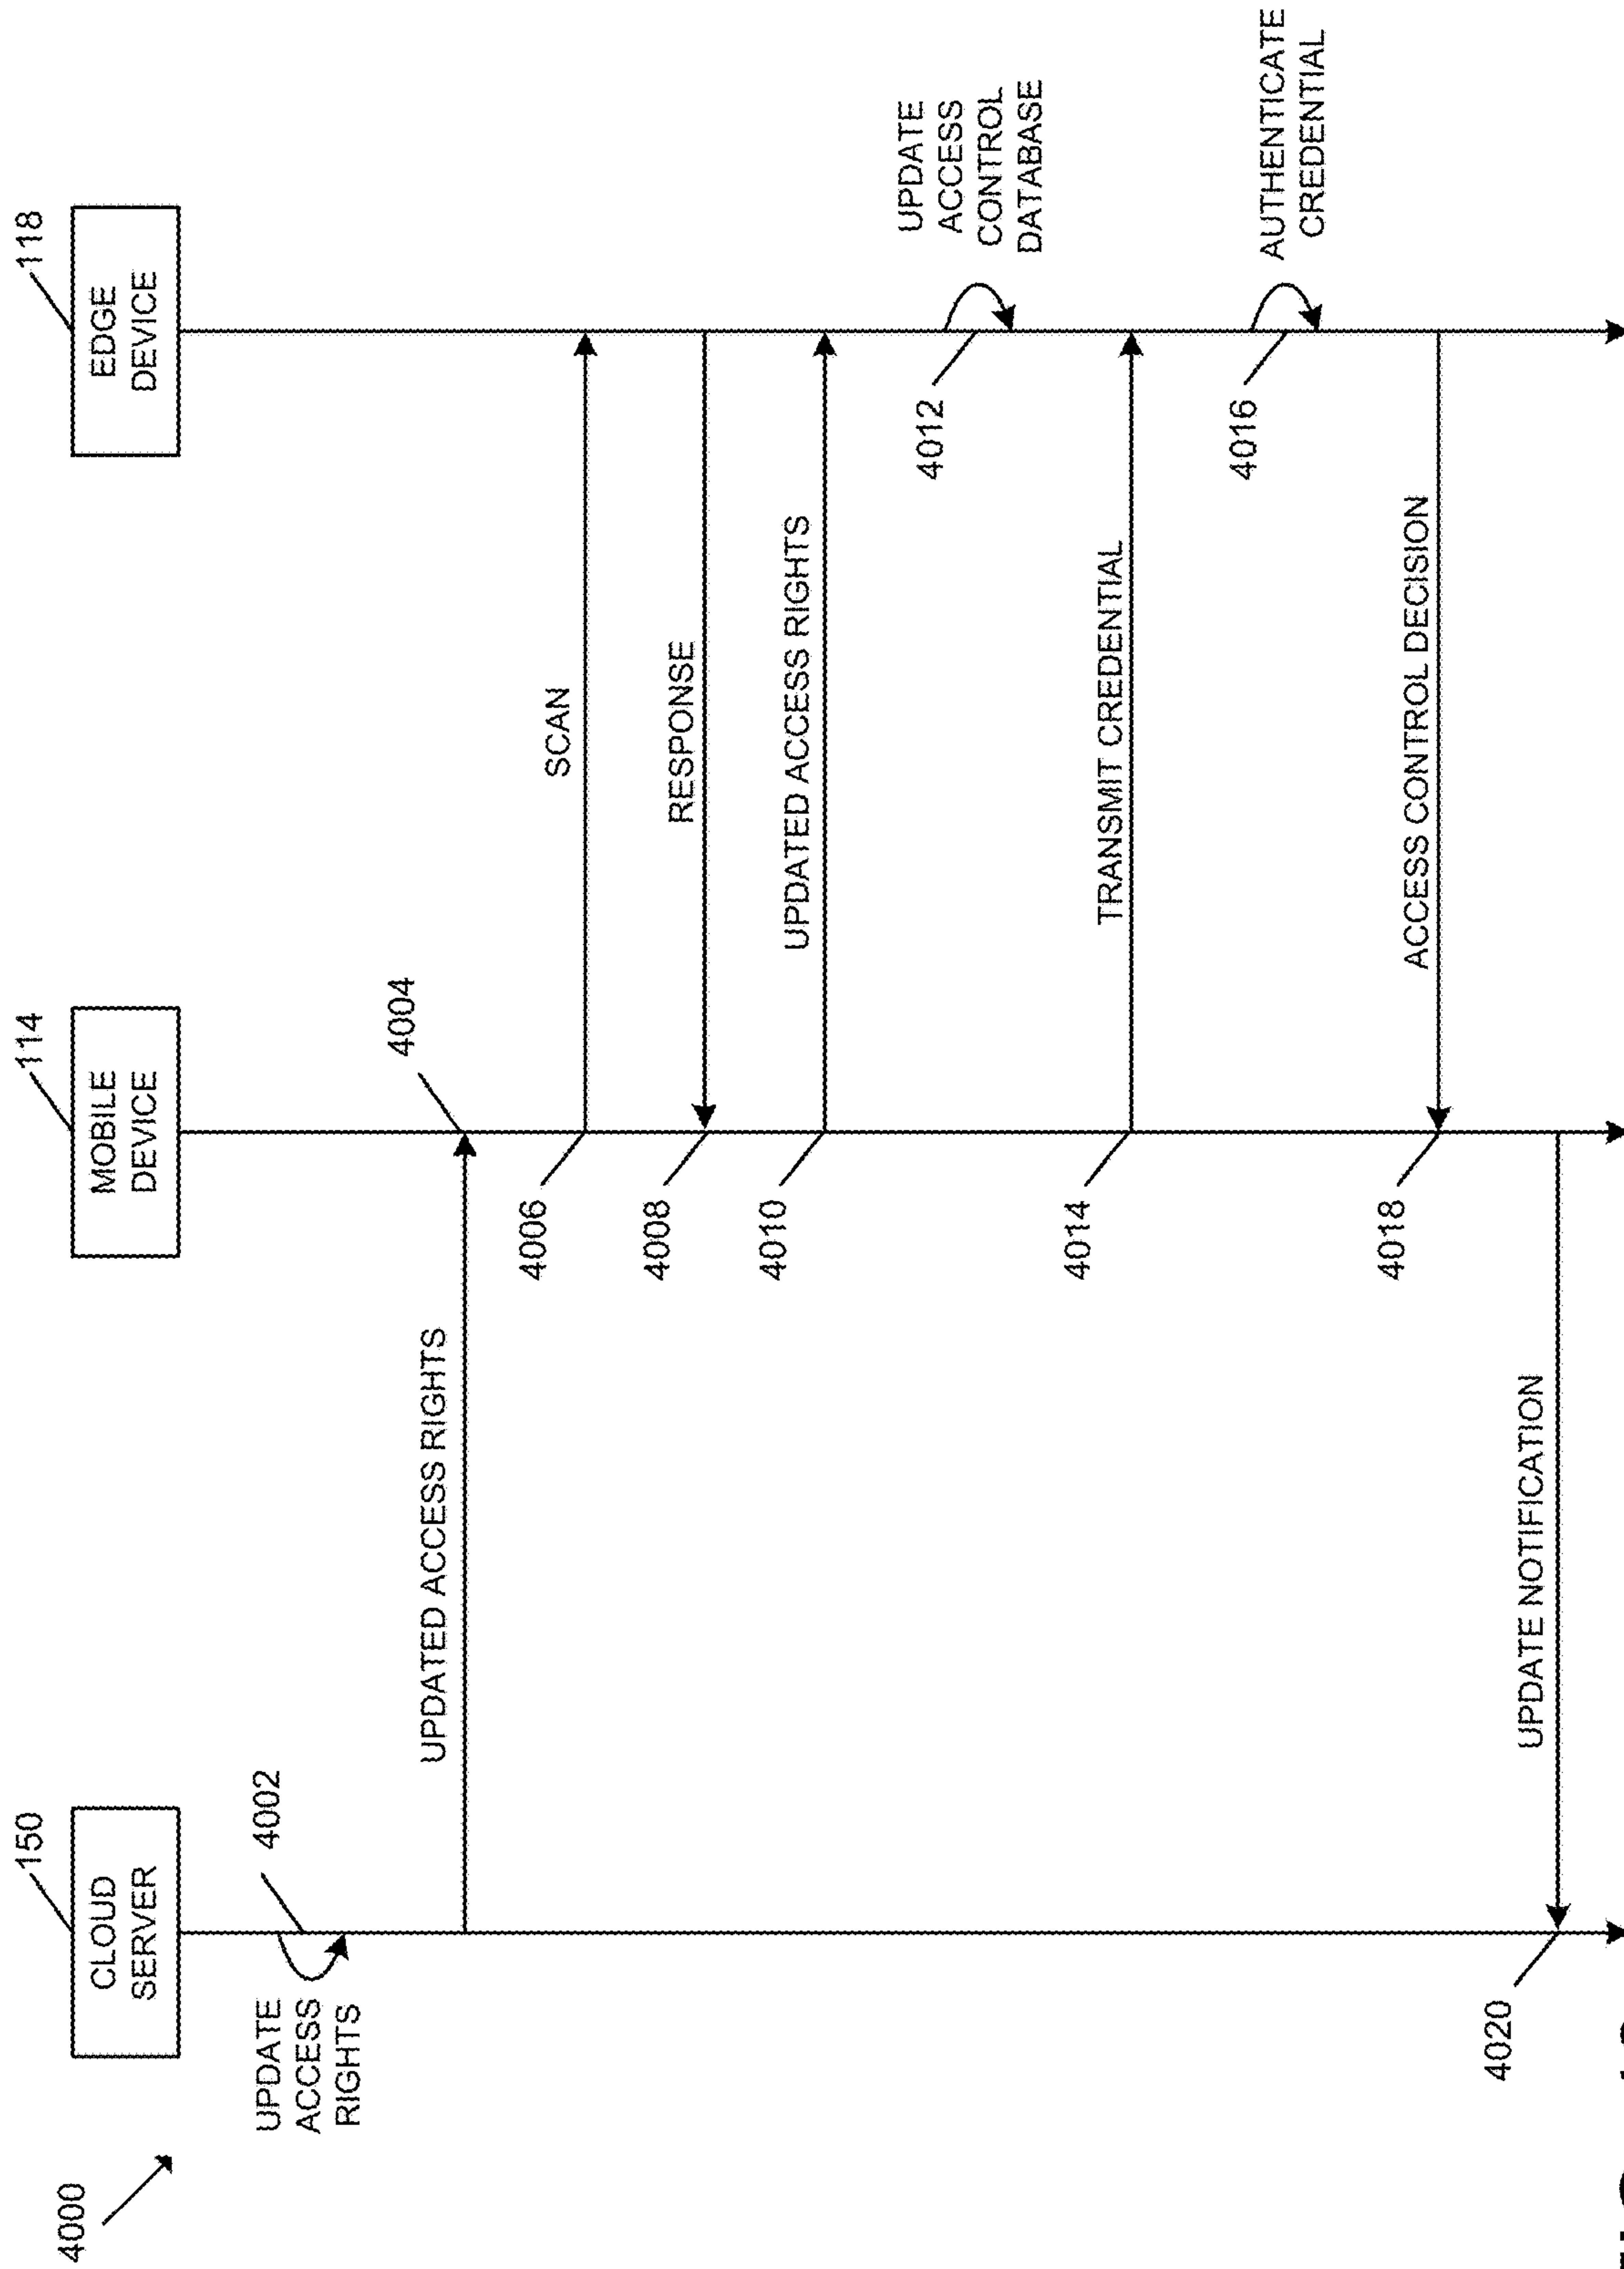 4000
150
CLOUD
SERVER
114
MOBILE
DEVICE
118
EDGE
DEVICE
UPDATE
ACCESS
RIGHTS
4002
UPDATED ACCESS RIGHTS
4004
4006
SCAN
4008
RESPONSE
4010
UPDATED ACCESS RIGHTS
4012
UPDATE
ACCESS
CONTROL
DATABASE
4014
TRANSMIT CREDENTIAL
4016
AUTHENTICATE
CREDENTIAL
4018
ACCESS CONTROL DECISION
4020
UPDATE NOTIFICATION